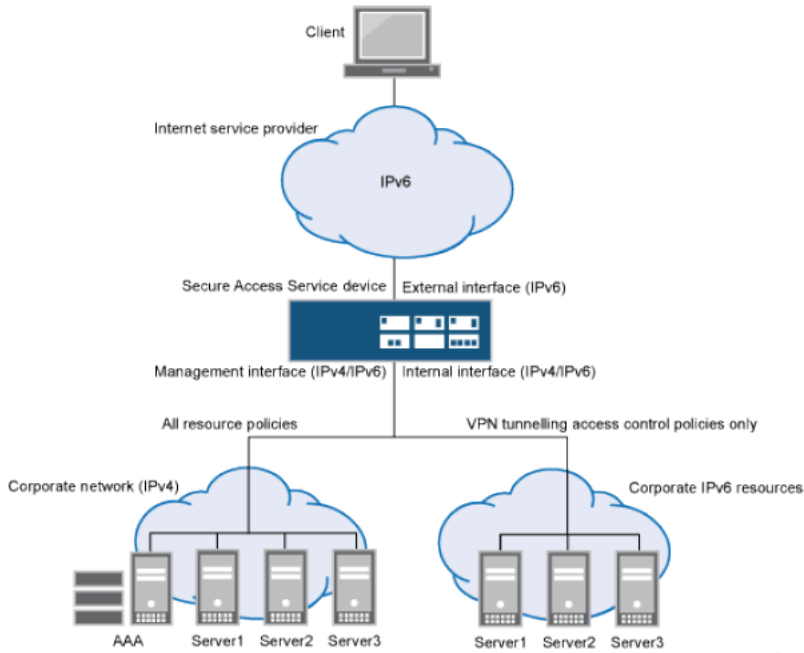 Client
Internet service provider
IPv6
Secure Access Service device
External interface (IPv6)
Management interface (IPv4/IPv6)
Internal interface (IPv4/IPv6)
All resource policies
VPN tunnelling access control policies only
Corporate network (IPv4)
Corporate IPv6 resources
AAA
Server1
Server2
Server3
Server1
Server2
Server3